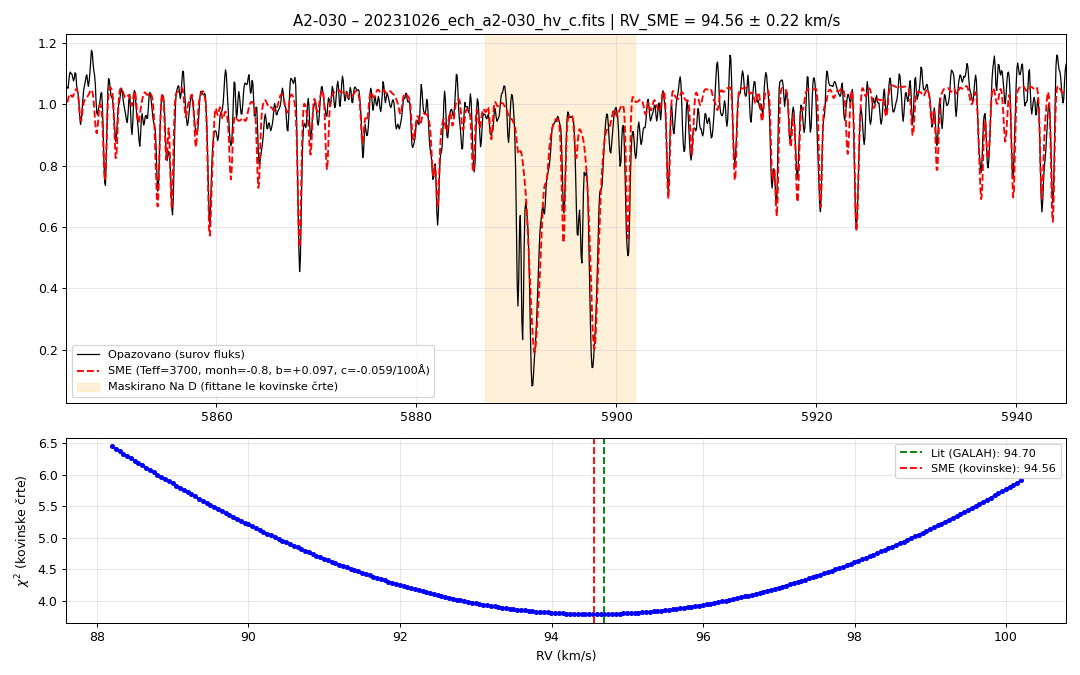 A2-030 – 20231026_ech_a2-030_hv_c.fits | RV_SME = 94.56 ± 0.22 km/s
1.2
1.0
0.8
0.6
0.4
0.2
Opazovano (surov fluks)
SME (Teff=3700, monh=-0.8, b=+0.097, c=-0.059/100Å)
Maskirano Na D (fittane le kovinske črte)
5860 5880 5900 5920 5940
6.5
6.0
5.5
5.0
4.5
4.0
χ² (kovinske črte)
Lit (GALAH): 94.70
SME (kovinske): 94.56
88 90 92 94 96 98 100
RV (km/s)